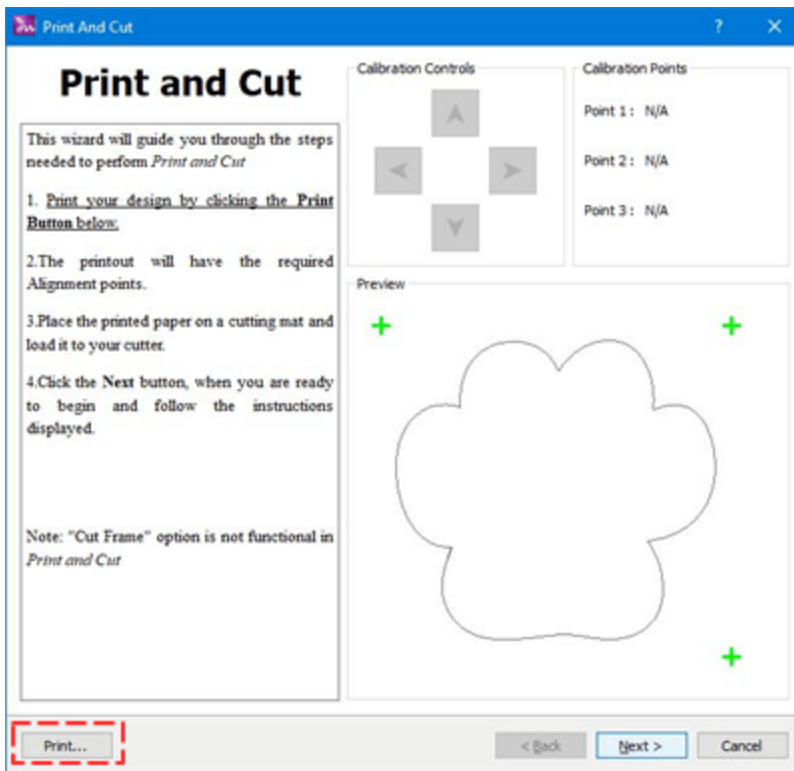 Print And Cut
Print and Cut
This wizard will guide you through the steps
needed to perform Print and Cut
1. Print your design by clicking the Print
Button below.
2.The printout will have the required
Alignment points.
3.Place the printed paper on a cutting mat and
load it to your cutter.
4.Click the Next button, when you are ready
to begin and follow the instructions
displayed.
Note: "Cut Frame" option is not functional in
Print and Cut
Calibration Controls
Calibration Points
Point 1: N/A
Point 2: N/A
Point 3: N/A
Preview
Print...
< Back
Next >
Cancel